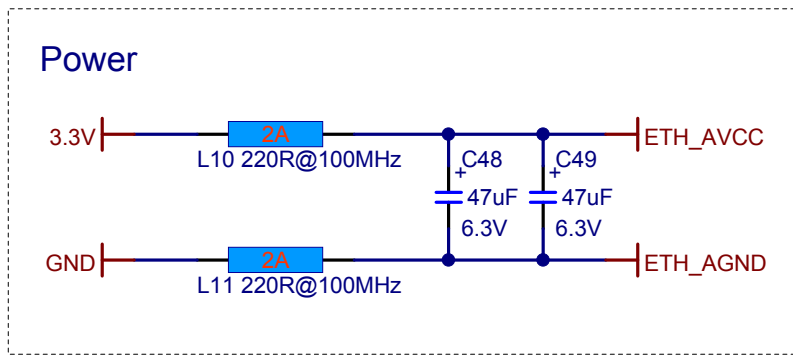 Power
3.3V
2A
L10 220R@100MHz
ETH_AVCC
+ C48
47uF
6.3V
+ C49
47uF
6.3V
GND
2A
L11 220R@100MHz
ETH_AGND